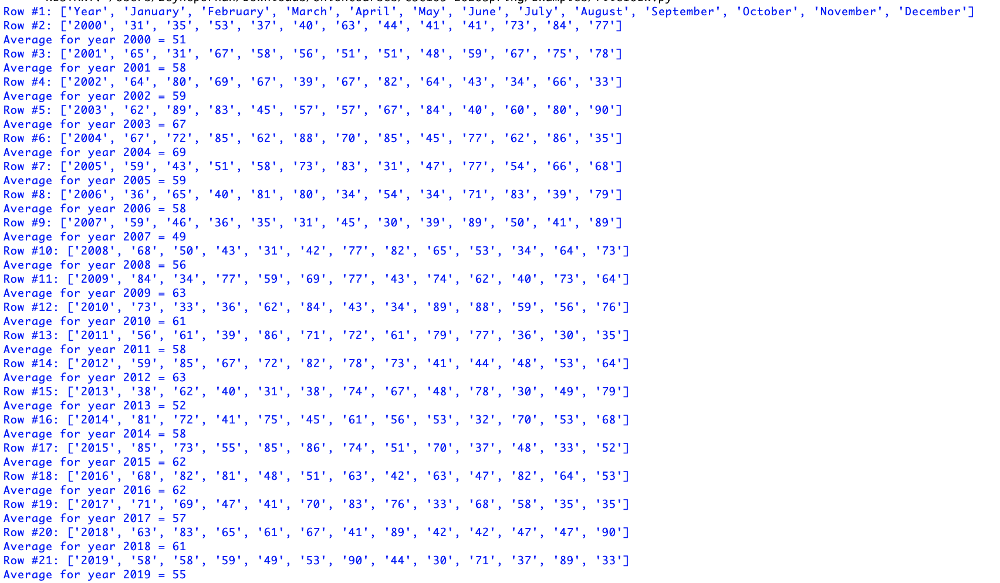 Row #1: ['Year', 'January', 'February', 'March', 'April', 'May', 'June', 'July', 'August', 'September', 'October', 'November', 'December']
Row #2: ['2000', '31', '35', '53', '37', '40', '63', '44', '41', '41', '73', '84', '77']
Average for year 2000 = 51
Row #3: ['2001', '65', '31', '67', '58', '56', '51', '51', '48', '59', '67', '75', '78']
Average for year 2001 = 58
Row #4: ['2002', '64', '80', '69', '67', '39', '67', '82', '64', '43', '34', '66', '33']
Average for year 2002 = 59
Row #5: ['2003', '62', '89', '83', '45', '57', '57', '67', '84', '40', '60', '80', '90']
Average for year 2003 = 67
Row #6: ['2004', '67', '72', '85', '62', '88', '70', '85', '45', '77', '62', '86', '35']
Average for year 2004 = 69
Row #7: ['2005', '59', '43', '51', '58', '73', '83', '31', '47', '77', '54', '66', '68']
Average for year 2005 = 59
Row #8: ['2006', '36', '65', '40', '81', '80', '34', '54', '34', '71', '83', '39', '79']
Average for year 2006 = 58
Row #9: ['2007', '59', '46', '36', '35', '31', '45', '30', '39', '89', '50', '41', '89']
Average for year 2007 = 49
Row #10: ['2008', '68', '50', '43', '31', '42', '77', '82', '65', '53', '34', '64', '73']
Average for year 2008 = 56
Row #11: ['2009', '84', '34', '77', '59', '69', '77', '43', '74', '62', '40', '73', '64']
Average for year 2009 = 63
Row #12: ['2010', '73', '33', '36', '62', '84', '43', '34', '89', '88', '59', '56', '76']
Average for year 2010 = 61
Row #13: ['2011', '56', '61', '39', '86', '71', '72', '61', '79', '77', '36', '30', '35']
Average for year 2011 = 58
Row #14: ['2012', '59', '85', '67', '72', '82', '78', '73', '41', '44', '48', '53', '64']
Average for year 2012 = 63
Row #15: ['2013', '38', '62', '40', '31', '38', '74', '67', '48', '78', '30', '49', '79']
Average for year 2013 = 52
Row #16: ['2014', '81', '72', '41', '75', '45', '61', '56', '53', '32', '70', '53', '68']
Average for year 2014 = 58
Row #17: ['2015', '85', '73', '55', '85', '86', '74', '51', '70', '37', '48', '33', '52']
Average for year 2015 = 62
Row #18: ['2016', '68', '82', '81', '48', '51', '63', '42', '63', '47', '82', '64', '53']
Average for year 2016 = 62
Row #19: ['2017', '71', '69', '47', '41', '70', '83', '76', '33', '68', '58', '35', '35']
Average for year 2017 = 57
Row #20: ['2018', '63', '83', '65', '61', '67', '41', '89', '42', '42', '47', '47', '90']
Average for year 2018 = 61
Row #21: ['2019', '58', '58', '59', '49', '53', '90', '44', '30', '71', '37', '89', '33']
Average for year 2019 = 55